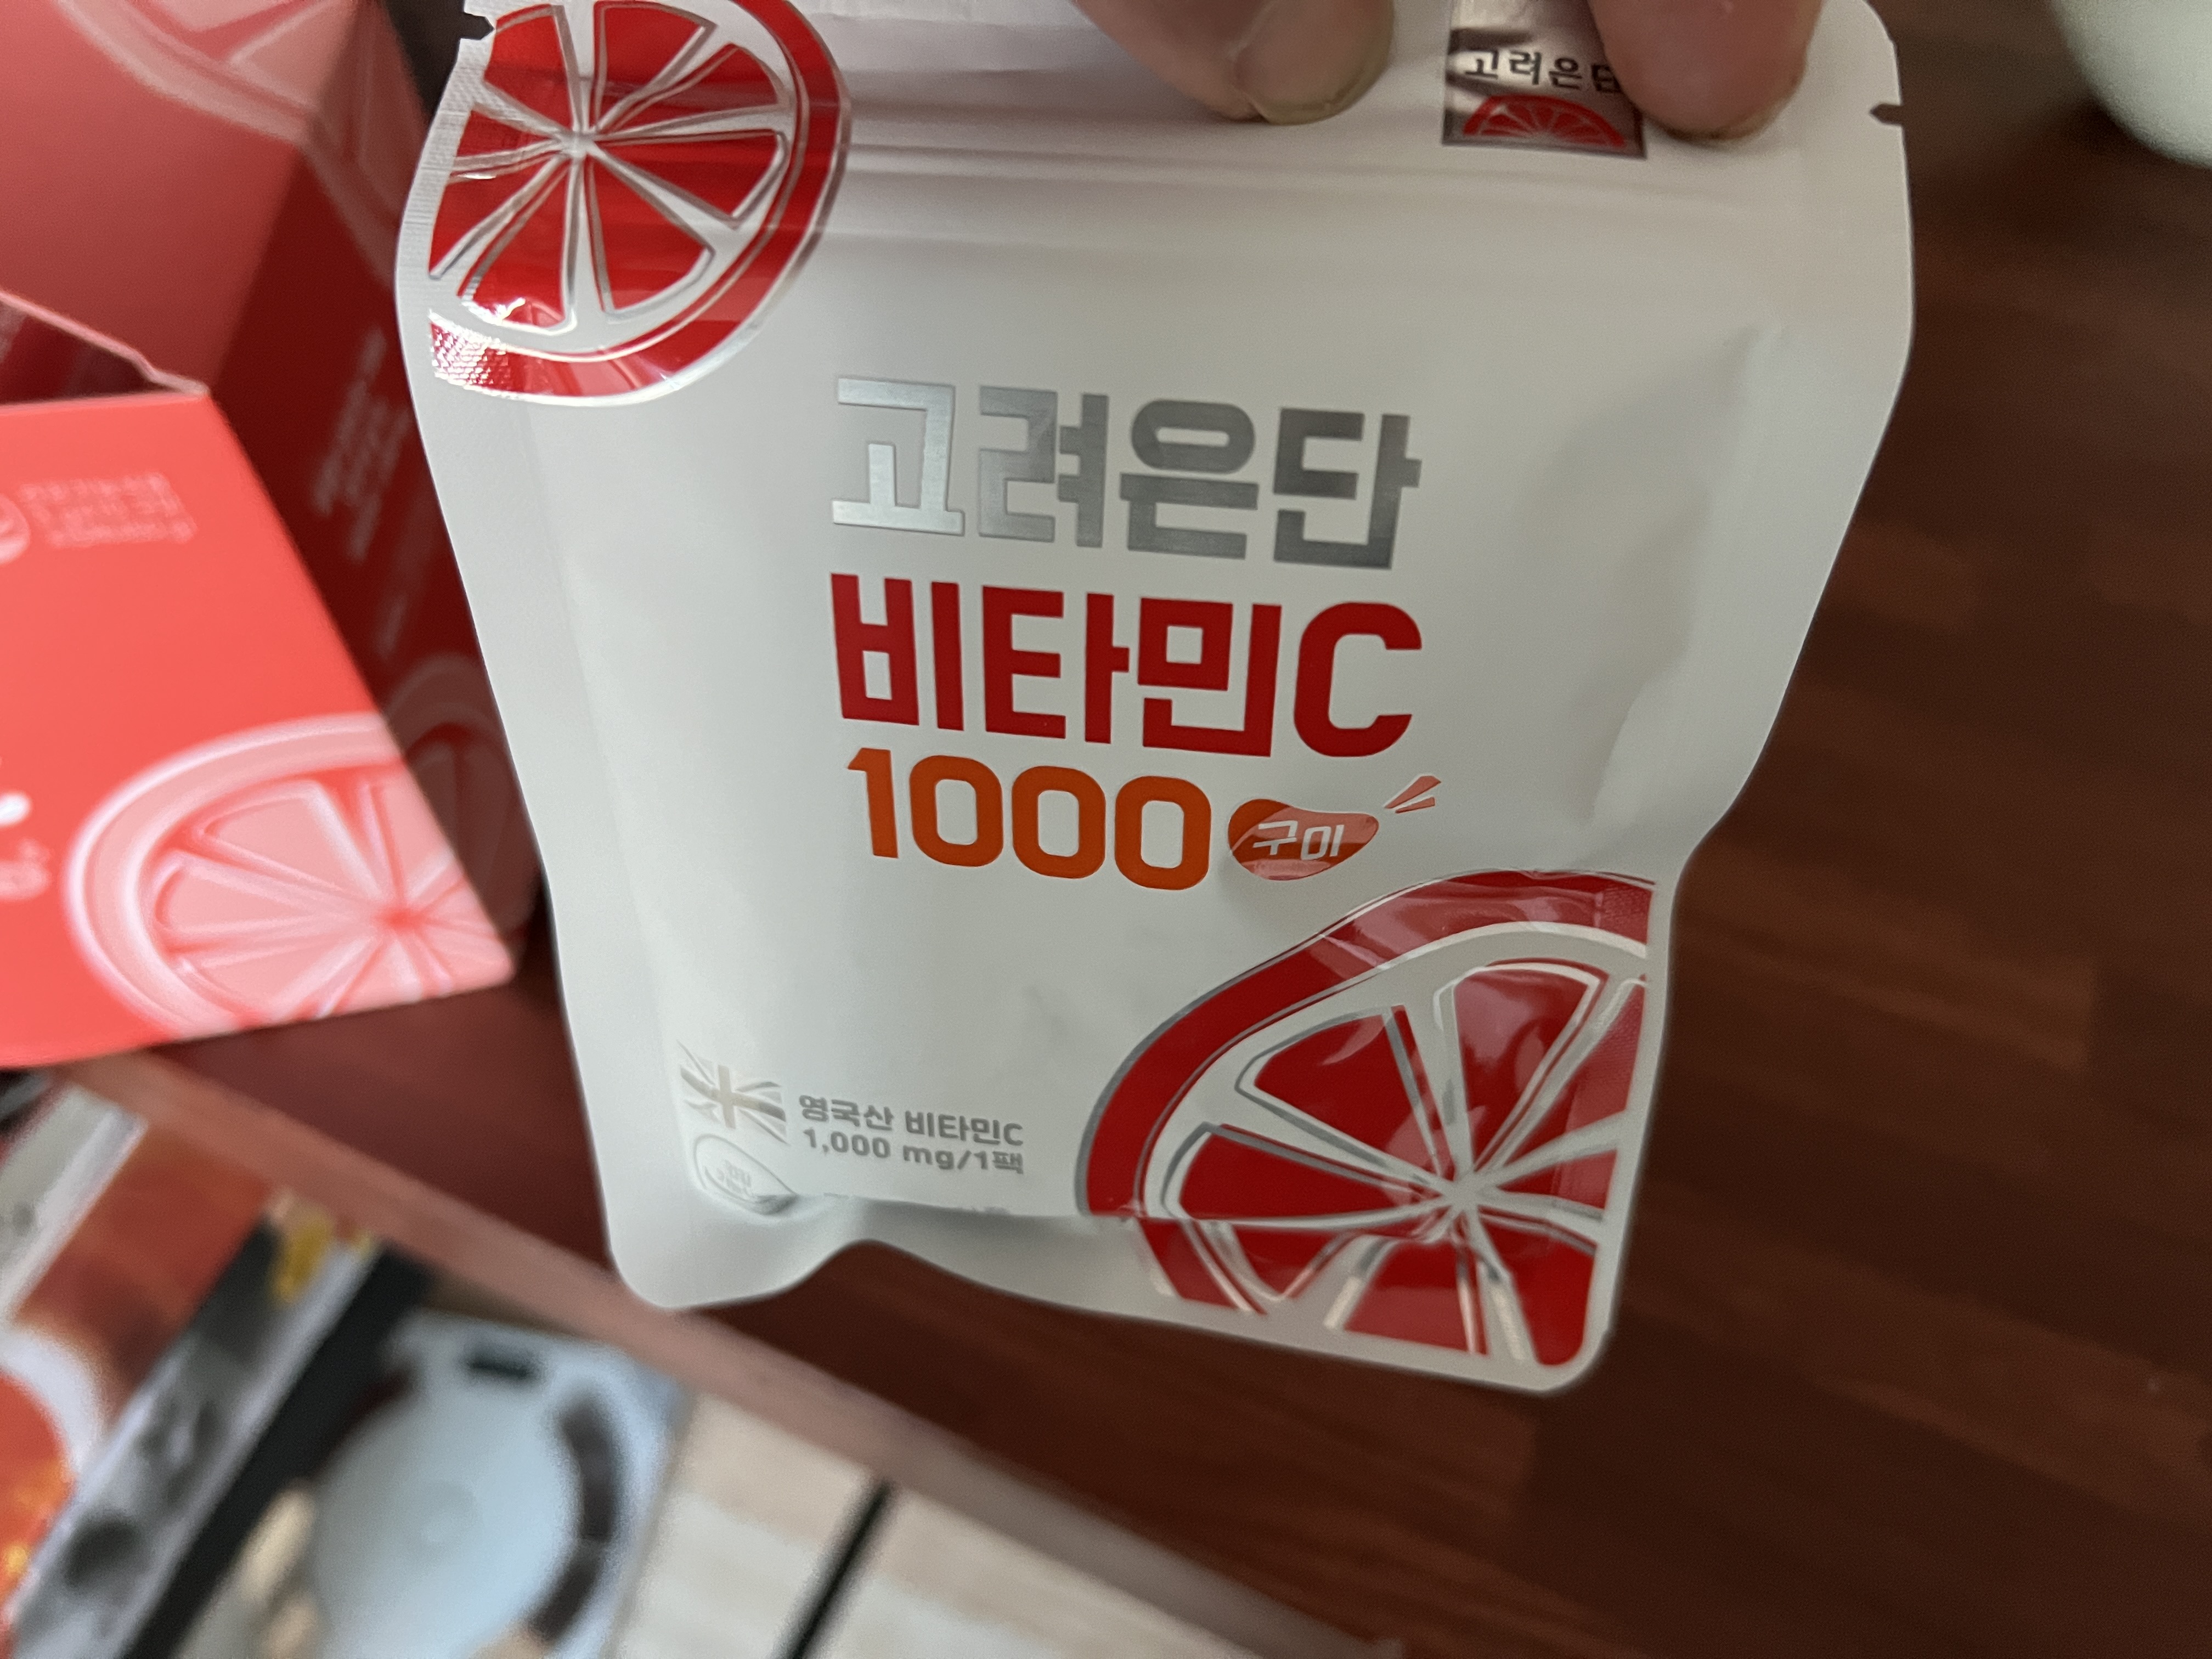 고려은단
고려은단
비타민C
1000 구미
영국산 비타민C
1,000 mg/1팩